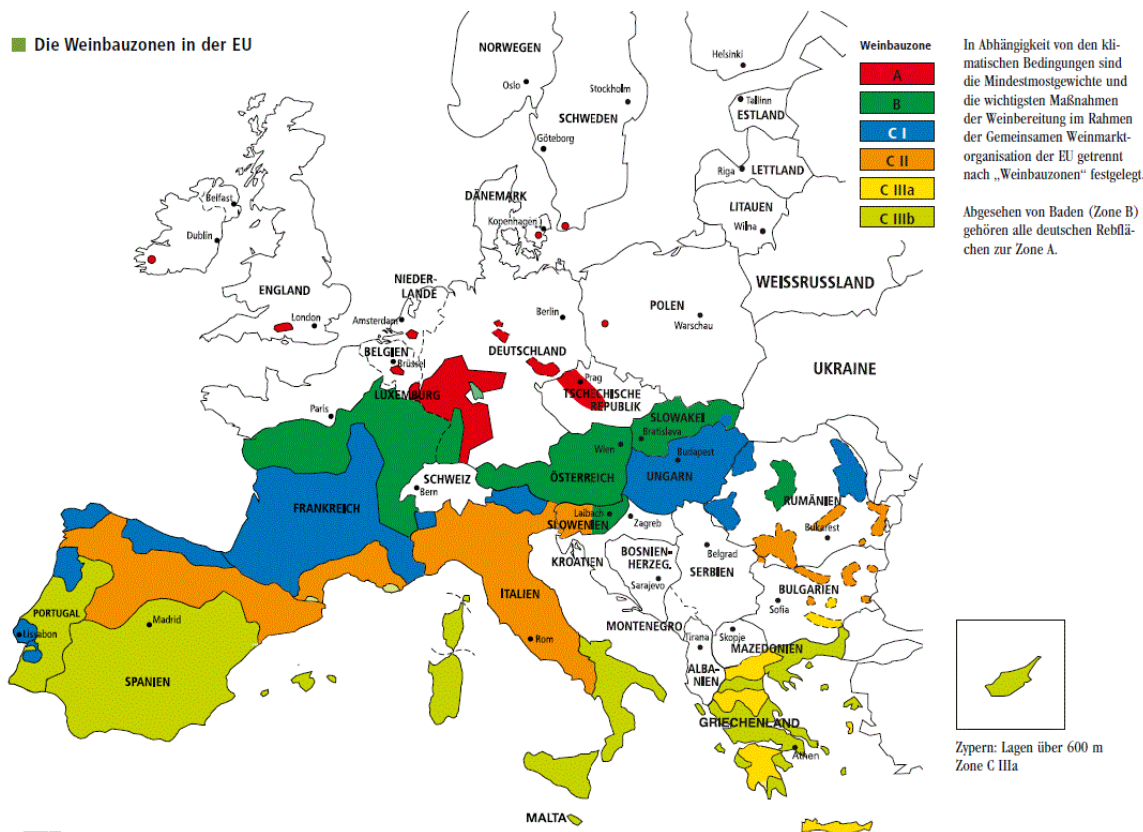 Die Weinbauzonen in der EU
Weinbauzone
A
B
C I
C II
C IIIa
C IIIb
In Abhängigkeit von den kli-
matischen Bedingungen sind
die Mindestmostgewichte und
die wichtigsten Maßnahmen
der Weinbereitung im Rahmen
der Gemeinsamen Weinmarkt-
organisation der EU getrennt
nach „Weinbauzonen“ festgelegt.
Abgesehen von Baden (Zone B)
gehören alle deutschen Rebflä-
chen zur Zone A.
NORWEGEN
Oslo
Stockholm
SCHWEDEN
Göteborg
Helsinki
Tallinn
ESTLAND
Riga
LETTLAND
LITAUEN
Wilna
DÄNEMARK
Kopenhagen
Belfast
Dublin
ENGLAND
London
NIEDER-
LANDE
Amsterdam
BELGIEN
Brüssel
LUXEMBURG
Berlin
DEUTSCHLAND
POLEN
Warschau
WEISSRUSSLAND
UKRAINE
Prag
TSCHECHISCHE
REPUBLIK
SLOWAKEI
Bratislava
Paris
Wien
ÖSTERREICH
Budapest
UNGARN
SCHWEIZ
Bern
FRANKREICH
Laibach
SLOWENIEN
Zagreb
KROATIEN
RUMÄNIEN
Bukarest
BOSNIEN-
HERZEG.
Sarajevo
Belgrad
SERBIEN
BULGARIEN
Sofia
ITALIEN
Rom
MONTENEGRO
Tirana
Skopje
MAZEDONIEN
ALBA-
NIEN
PORTUGAL
Lissabon
Madrid
SPANIEN
GRIECHENLAND
Athen
MALTA
Zypern: Lagen über 600 m
Zone C IIIa